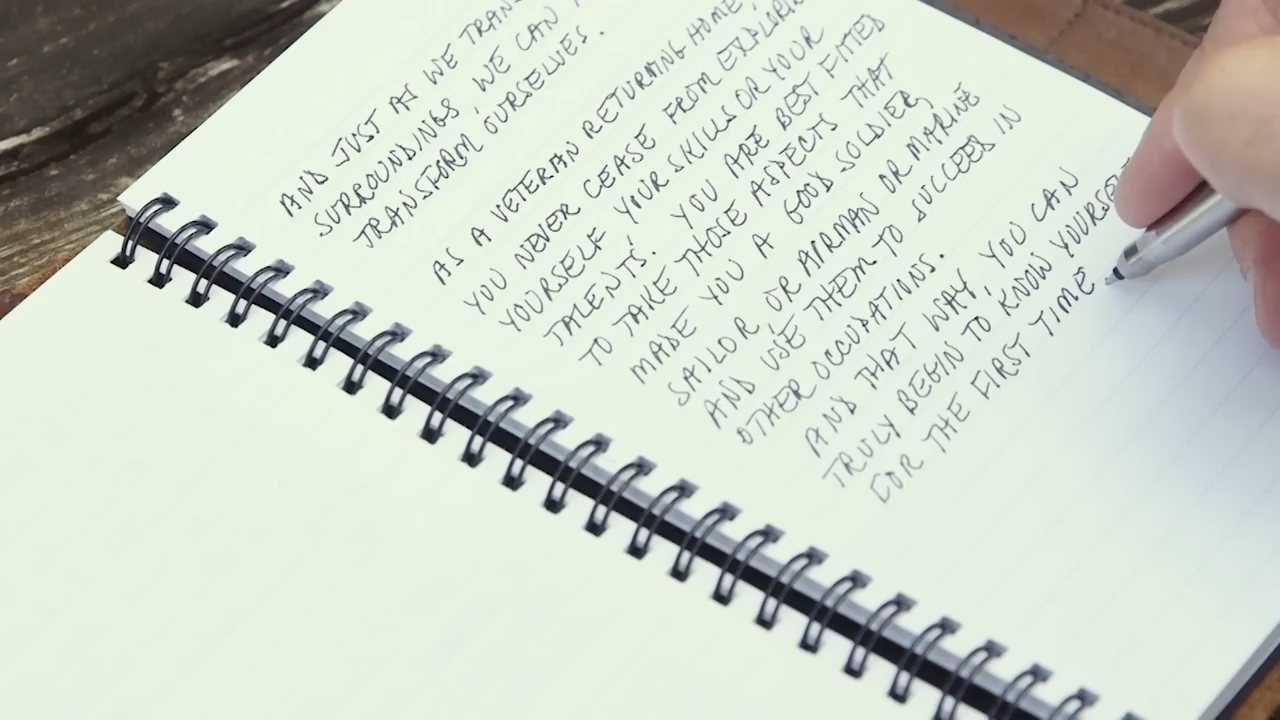 AND JUST AS WE TRANS
SURROUNDINGS, WE CAN
TRANSFORM OURSELVES.
AS A VETERAN RETURNING HOME,
YOU NEVER CEASE FROM EXPLORIN
YOURSELF, YOUR SKILLS OR YOUR
TALENTS. YOU ARE BEST FITTED
TO TAKE THOSE ASPECTS THAT
MADE YOU A GOOD SOLDIER,
SAILOR, OR AIRMAN OR MARINE
AND USE THEM TO SUCCEED IN
OTHER OCCUPATIONS.
AND THAT WAY, YOU CAN
TRULY BEGIN TO KNOW YOURSELF
FOR THE FIRST TIME